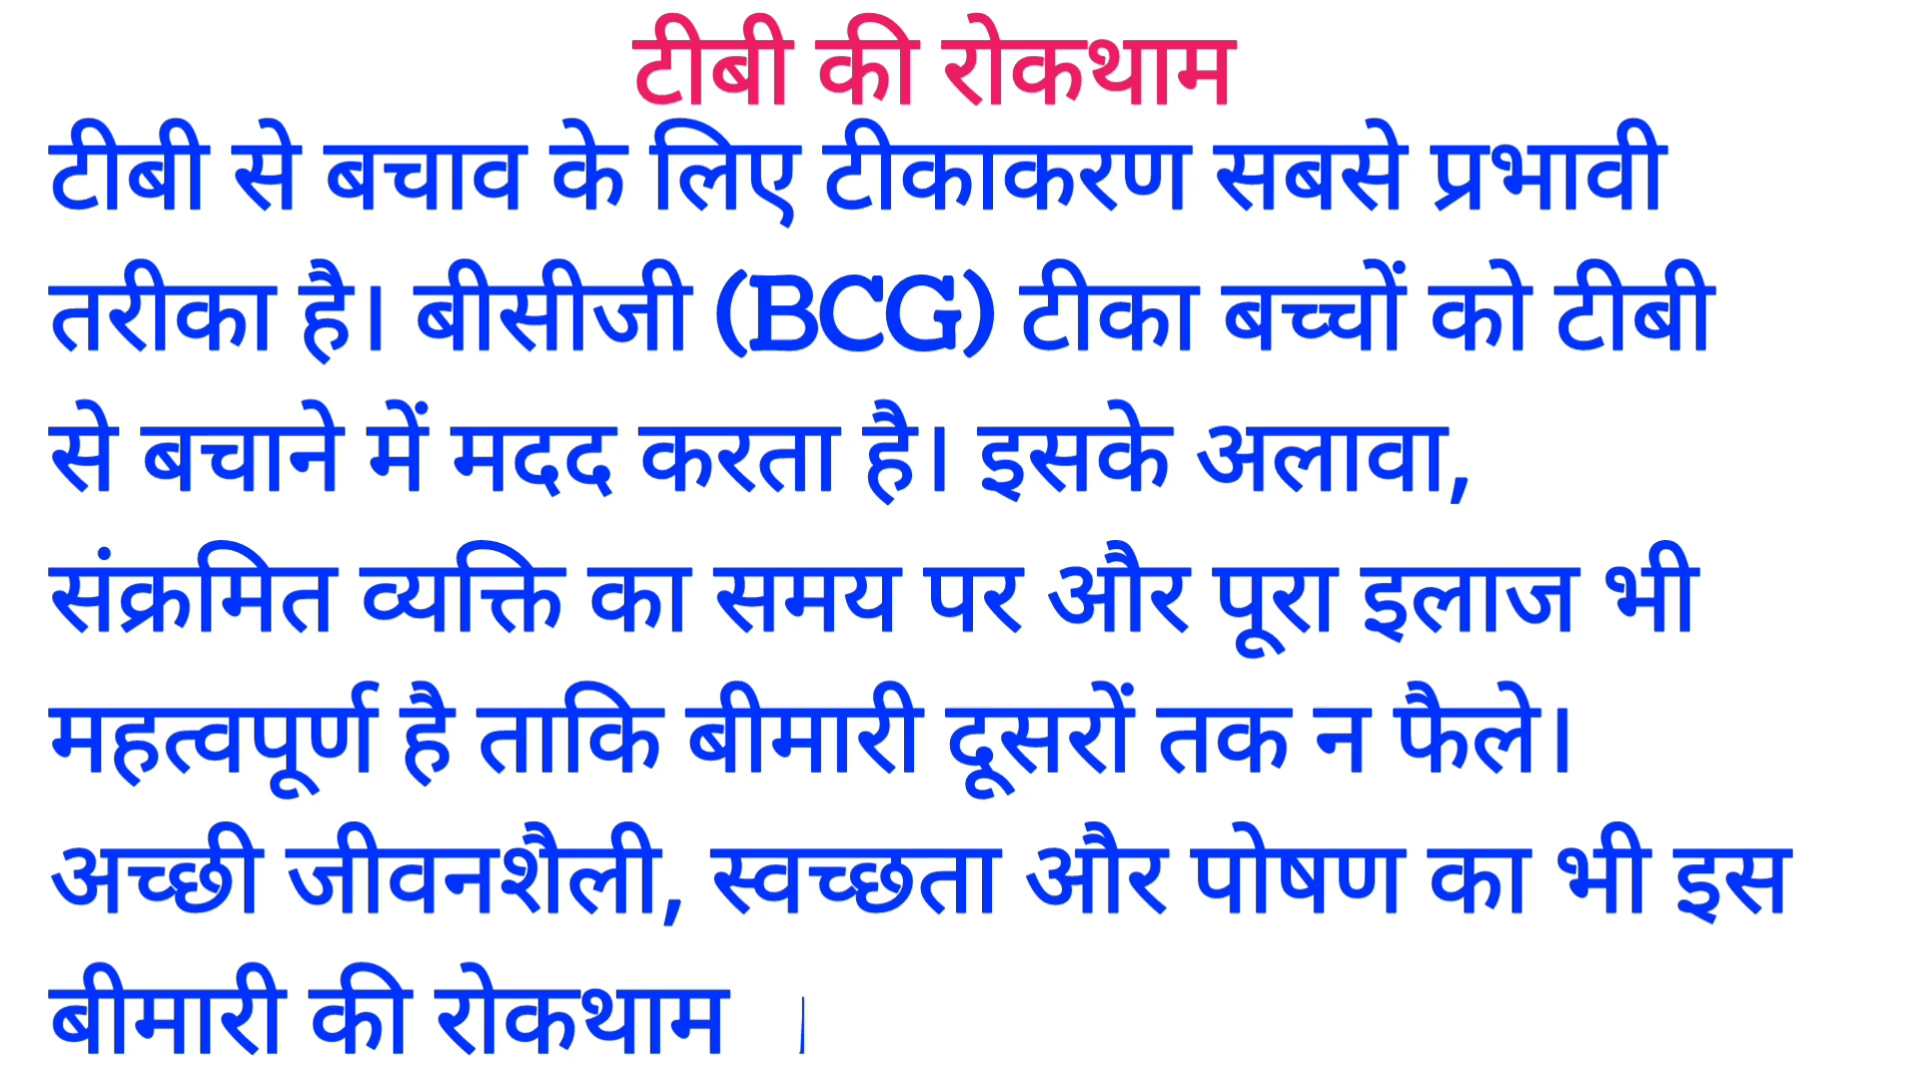 टीबी की रोकथाम
टीबी से बचाव के लिए टीकाकरण सबसे प्रभावी
तरीका है। बीसीजी (BCG) टीका बच्चों को टीबी
से बचाने में मदद करता है। इसके अलावा,
संक्रमित व्यक्ति का समय पर और पूरा इलाज भी
महत्वपूर्ण है ताकि बीमारी दूसरों तक न फैले।
अच्छी जीवनशैली, स्वच्छता और पोषण का भी इस
बीमारी की रोकथाम ।